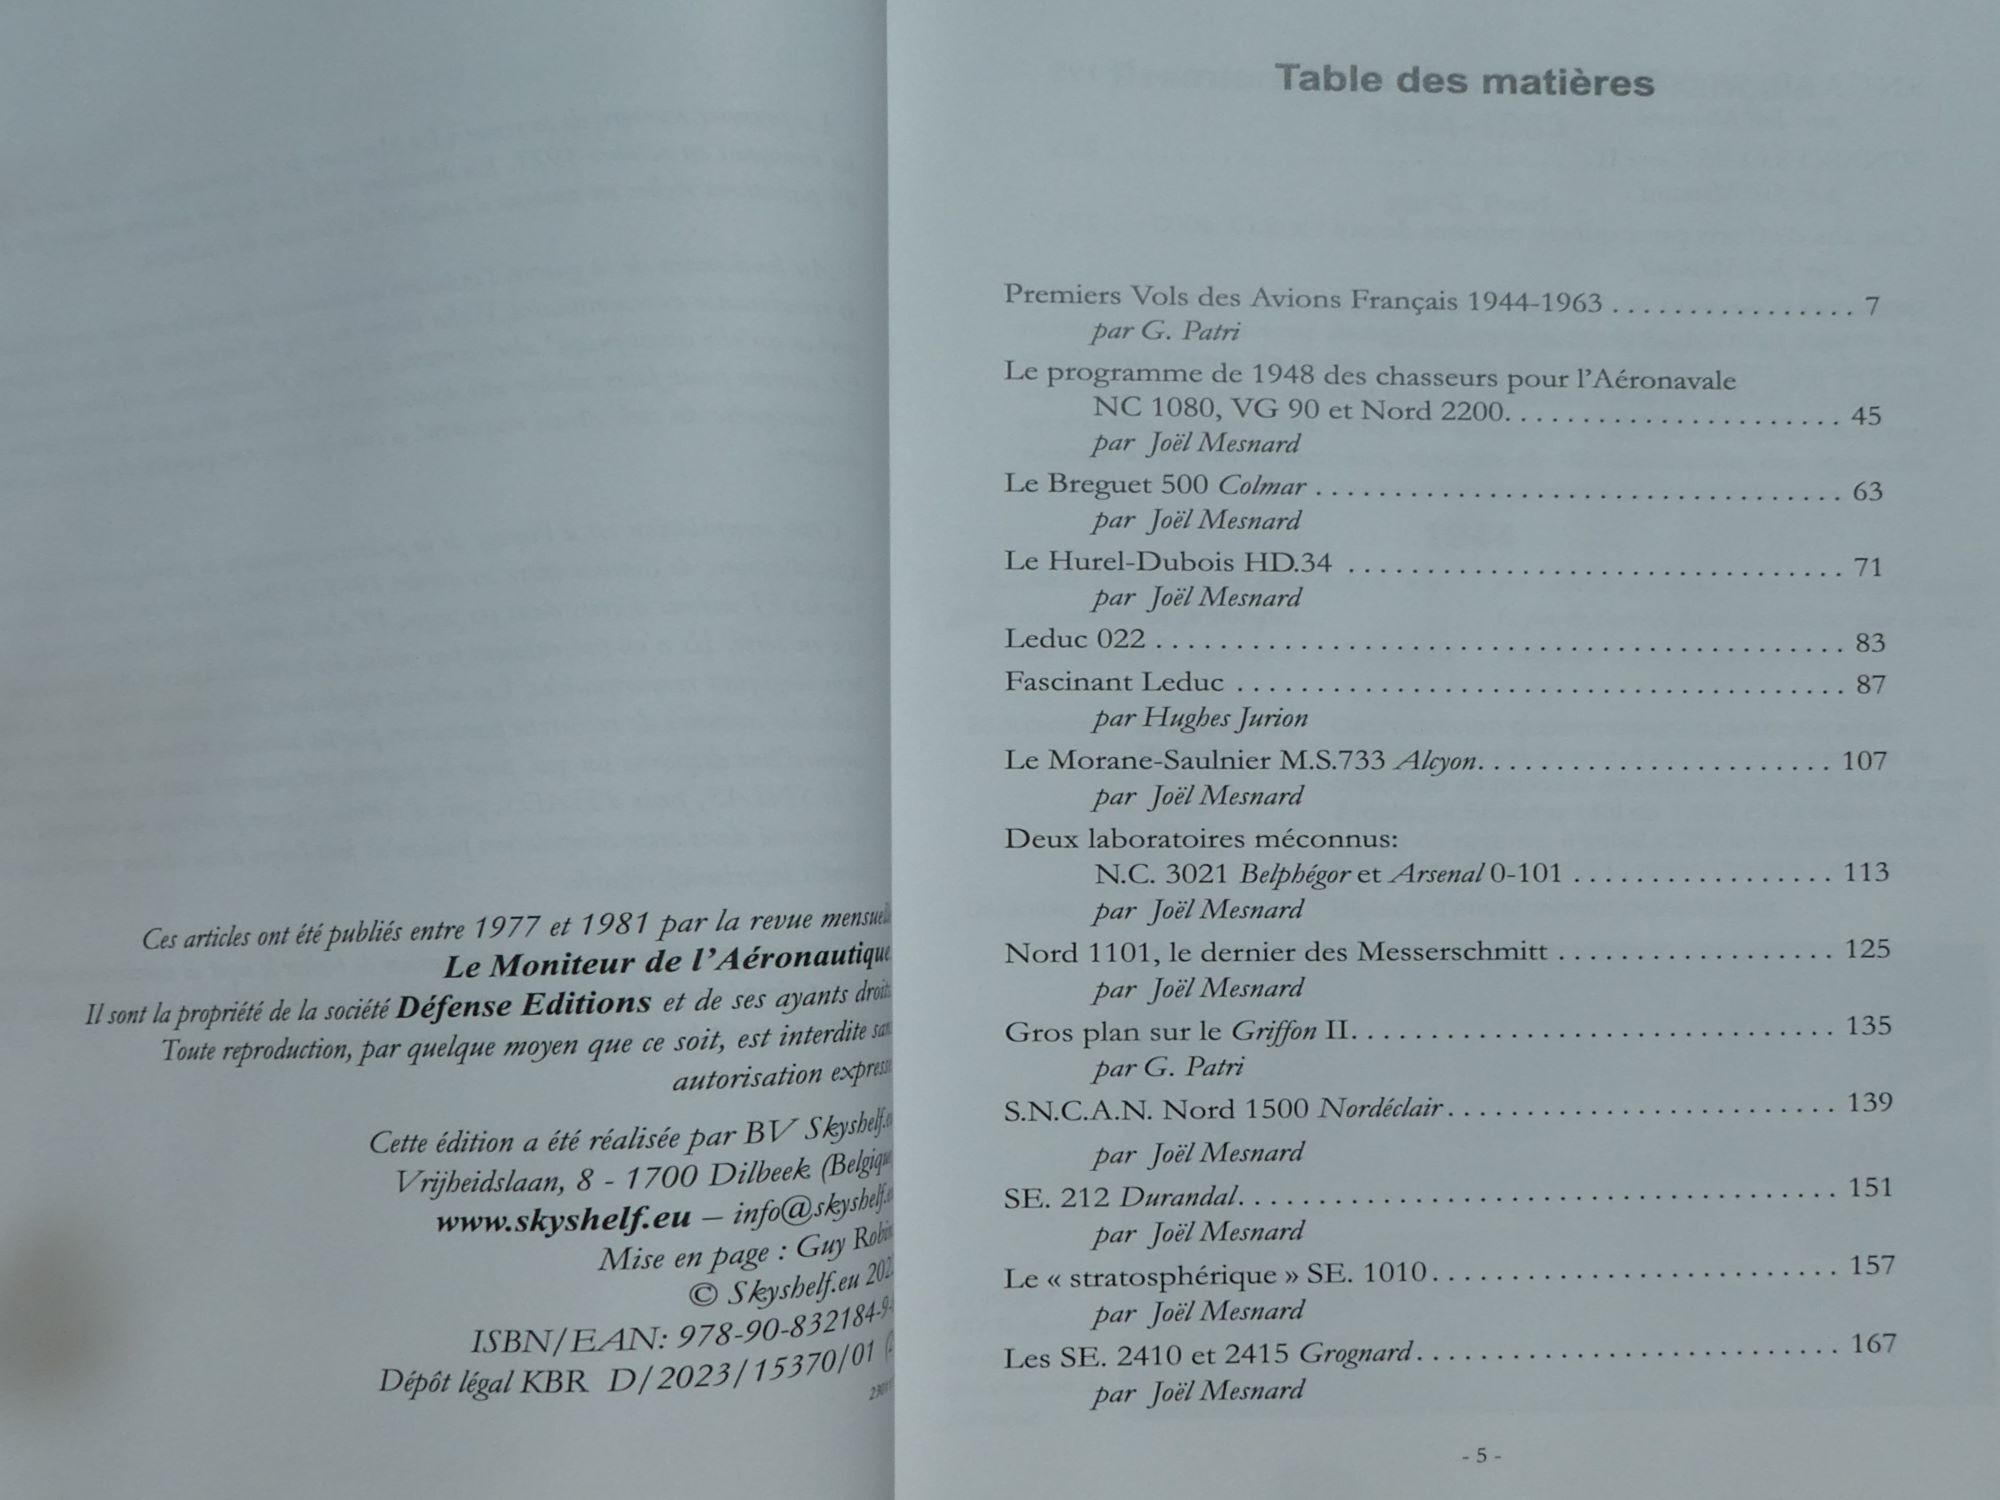 Ces articles ont été publiés entre 1977 et 1981 par la revue
Le Moniteur de l'Aéronautique
Il sont la propriété de la société Défense Editions et de ses ayants
Toute reproduction, par quelque moyen que ce soit, est interdite
autorisation
Cette édition a été réalisée par BV
Vrijheidslaan, 8 - 1700 Dilbeek
www.skyshelf.eu –
Mise en page : Guy
© Skyshelf.eu
ISBN/EAN: 978-90-832184-9-
Dépôt légal KBR D/2023/15370/01
Table des matières
Premiers Vols des Avions Français 1944-1963 . . . . . . . . . . . . . . . . 7
par G. Patri
Le programme de 1948 des chasseurs pour l'Aéronavale
NC 1080, VG 90 et Nord 2200. . . . . . . . . . . . . . . . . . . . . . 45
par Joël Mesnard
Le Breguet 500 Colmar . . . . . . . . . . . . . . . . . . . . . . . . . . . . . . . . . 63
par Joël Mesnard
Le Hurel-Dubois HD.34 . . . . . . . . . . . . . . . . . . . . . . . . . . . . . . . 71
par Joël Mesnard
Leduc 022 . . . . . . . . . . . . . . . . . . . . . . . . . . . . . . . . . . . . . . . . . . . 83
Fascinant Leduc . . . . . . . . . . . . . . . . . . . . . . . . . . . . . . . . . . . . . . 87
par Hughes Jurion
Le Morane-Saulnier M.S.733 Alcyon. . . . . . . . . . . . . . . . . . . . . . 107
par Joël Mesnard
Deux laboratoires méconnus:
N.C. 3021 Belphégor et Arsenal 0-101 . . . . . . . . . . . . . . . . . 113
par Joël Mesnard
Nord 1101, le dernier des Messerschmitt . . . . . . . . . . . . . . . . . . 125
par Joël Mesnard
Gros plan sur le Griffon II. . . . . . . . . . . . . . . . . . . . . . . . . . . . . . 135
par G. Patri
S.N.C.A.N. Nord 1500 Nordéclair . . . . . . . . . . . . . . . . . . . . . . . . 139
par Joël Mesnard
SE. 212 Durandal. . . . . . . . . . . . . . . . . . . . . . . . . . . . . . . . . . . . . 151
par Joël Mesnard
Le « stratosphérique » SE. 1010 . . . . . . . . . . . . . . . . . . . . . . . . . 157
par Joël Mesnard
Les SE. 2410 et 2415 Grognard . . . . . . . . . . . . . . . . . . . . . . . . . . 167
par Joël Mesnard
- 5 -